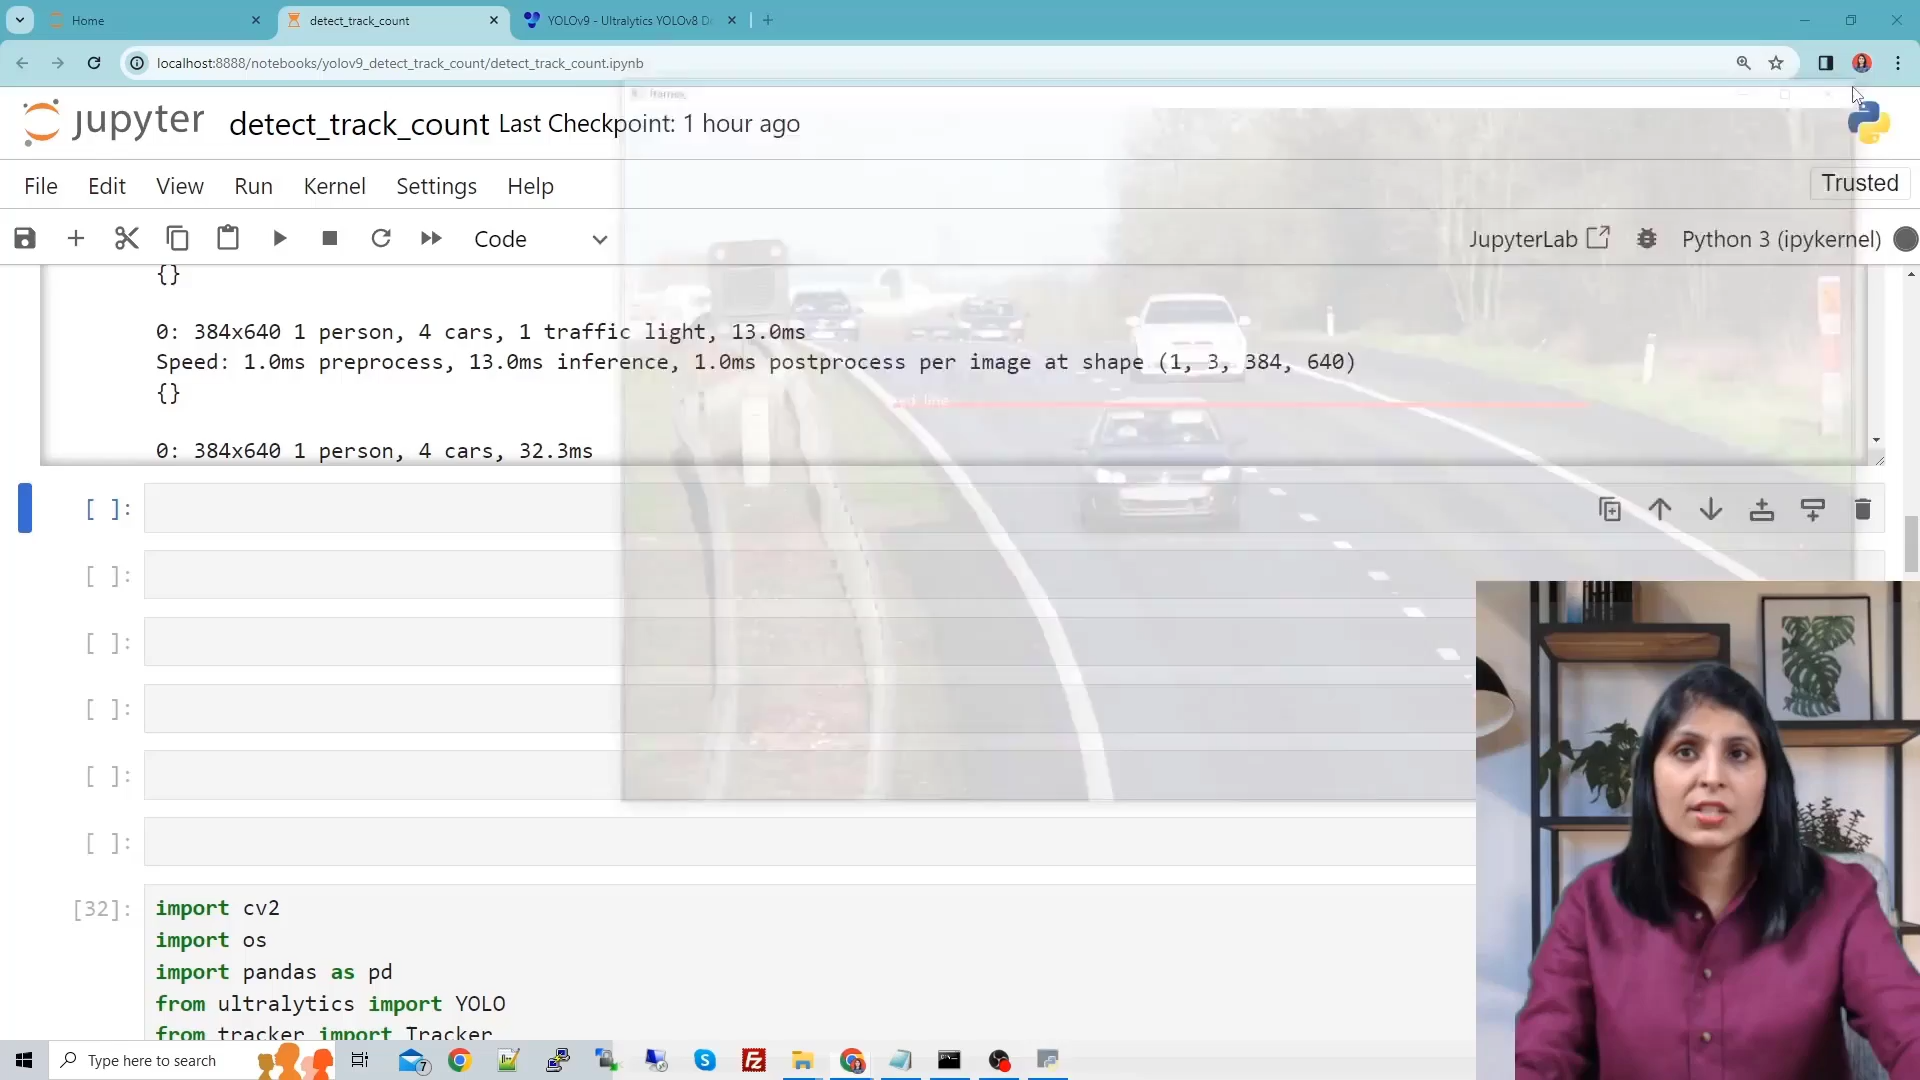 Home
detect_track_count
YOLOv9 - Ultralytics YOLOv8 D
localhost:8888/notebooks/yolov9_detect_track_count/detect_track_count.ipynb
jupyter
detect_track_count Last Checkpoint: 1 hour ago
File Edit View Run Kernel Settings Help
Trusted
Code
JupyterLab
Python 3 (ipykernel)
{}
0: 384x640 1 person, 4 cars, 1 traffic light, 13.0ms
Speed: 1.0ms preprocess, 13.0ms inference, 1.0ms postprocess per image at shape (1, 3, 384, 640)
{}
line
0: 384x640 1 person, 4 cars, 32.3ms
[ ]:
[ ]:
[ ]:
[ ]:
[ ]:
[ ]:
[32]:
import cv2
import os
import pandas as pd
from ultralytics import YOLO
from tracker import Tracker
Type here to search
7